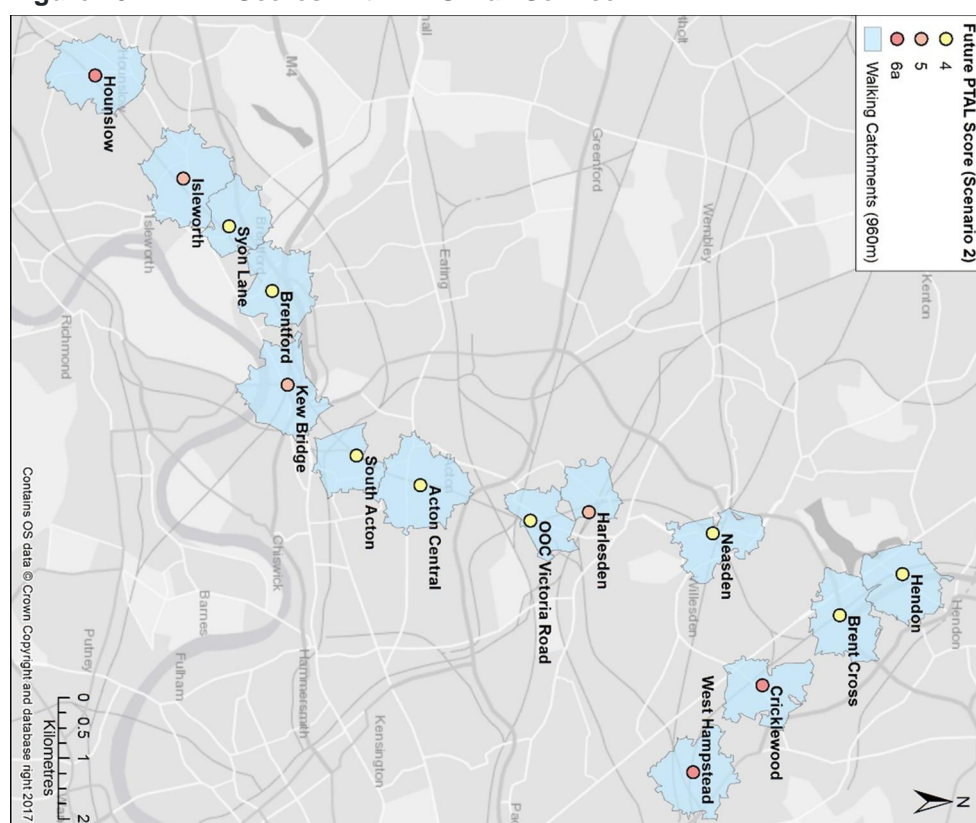 Future PTAL Score (Scenario 2)
4
5
6a
Walking Catchments (960m)
N
Kenton
Hendon
Hendon
Brent Cross
Cricklewood
West Hampstead
Wembley
Neasden
Willesden
Greenford
Harlesden
OOC Victoria Road
Ealing
Acton Central
South Acton
M4
Kew Bridge
Brentford
Syon Lane
Isleworth
Isleworth
Hounslow
Hounslow
Richmond
Chiswick
Hammersmith
Kensington
Barnes
Fulham
Putney
0 0.5 1 2
Kilometres
Contains OS data © Crown Copyright and database right 2017